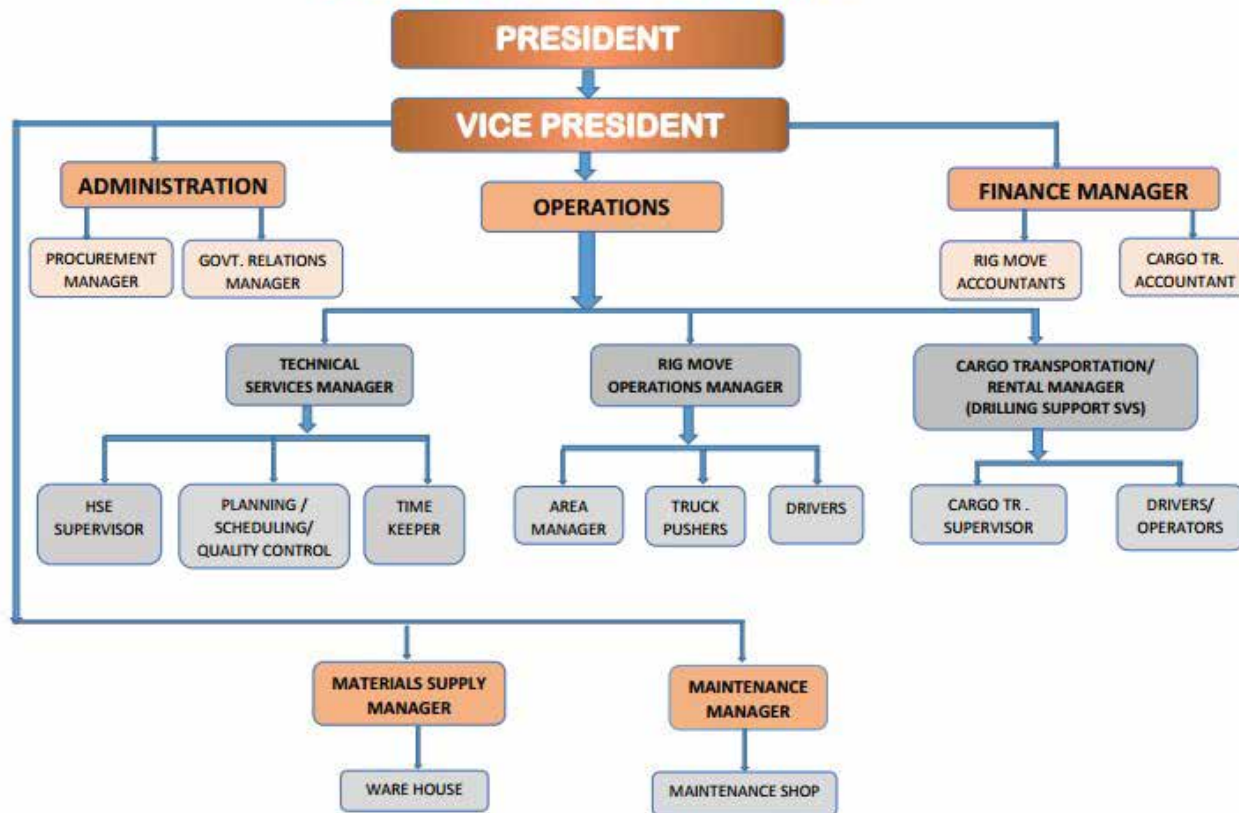 PRESIDENT
VICE PRESIDENT
ADMINISTRATION
OPERATIONS
FINANCE MANAGER
PROCUREMENT
MANAGER
GOVT. RELATIONS
MANAGER
RIG MOVE
ACCOUNTANTS
CARGO TR.
ACCOUNTANT
TECHNICAL
SERVICES MANAGER
RIG MOVE
OPERATIONS MANAGER
CARGO TRANSPORTATION/
RENTAL MANAGER
(DRILLING SUPPORT SVS)
HSE
SUPERVISOR
PLANNING /
SCHEDULING/
QUALITY CONTROL
TIME
KEEPER
AREA
MANAGER
TRUCK
PUSHERS
DRIVERS
CARGO TR .
SUPERVISOR
DRIVERS/
OPERATORS
MATERIALS SUPPLY
MANAGER
MAINTENANCE
MANAGER
WARE HOUSE
MAINTENANCE SHOP